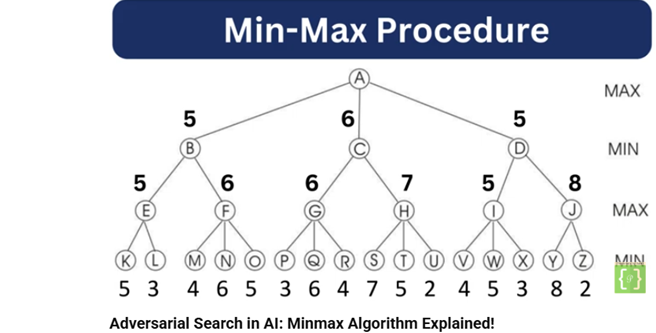 Min-Max Procedure
A
MAX
5 6 5
B C D
MIN
5 6 6 7 5 8
E F G H I J
MAX
K L M N O P Q R S T U V W X Y Z
MIN
5 3 4 6 5 3 6 4 7 5 2 4 5 3 8 2
{}
Adversarial Search in AI: Minmax Algorithm Explained!